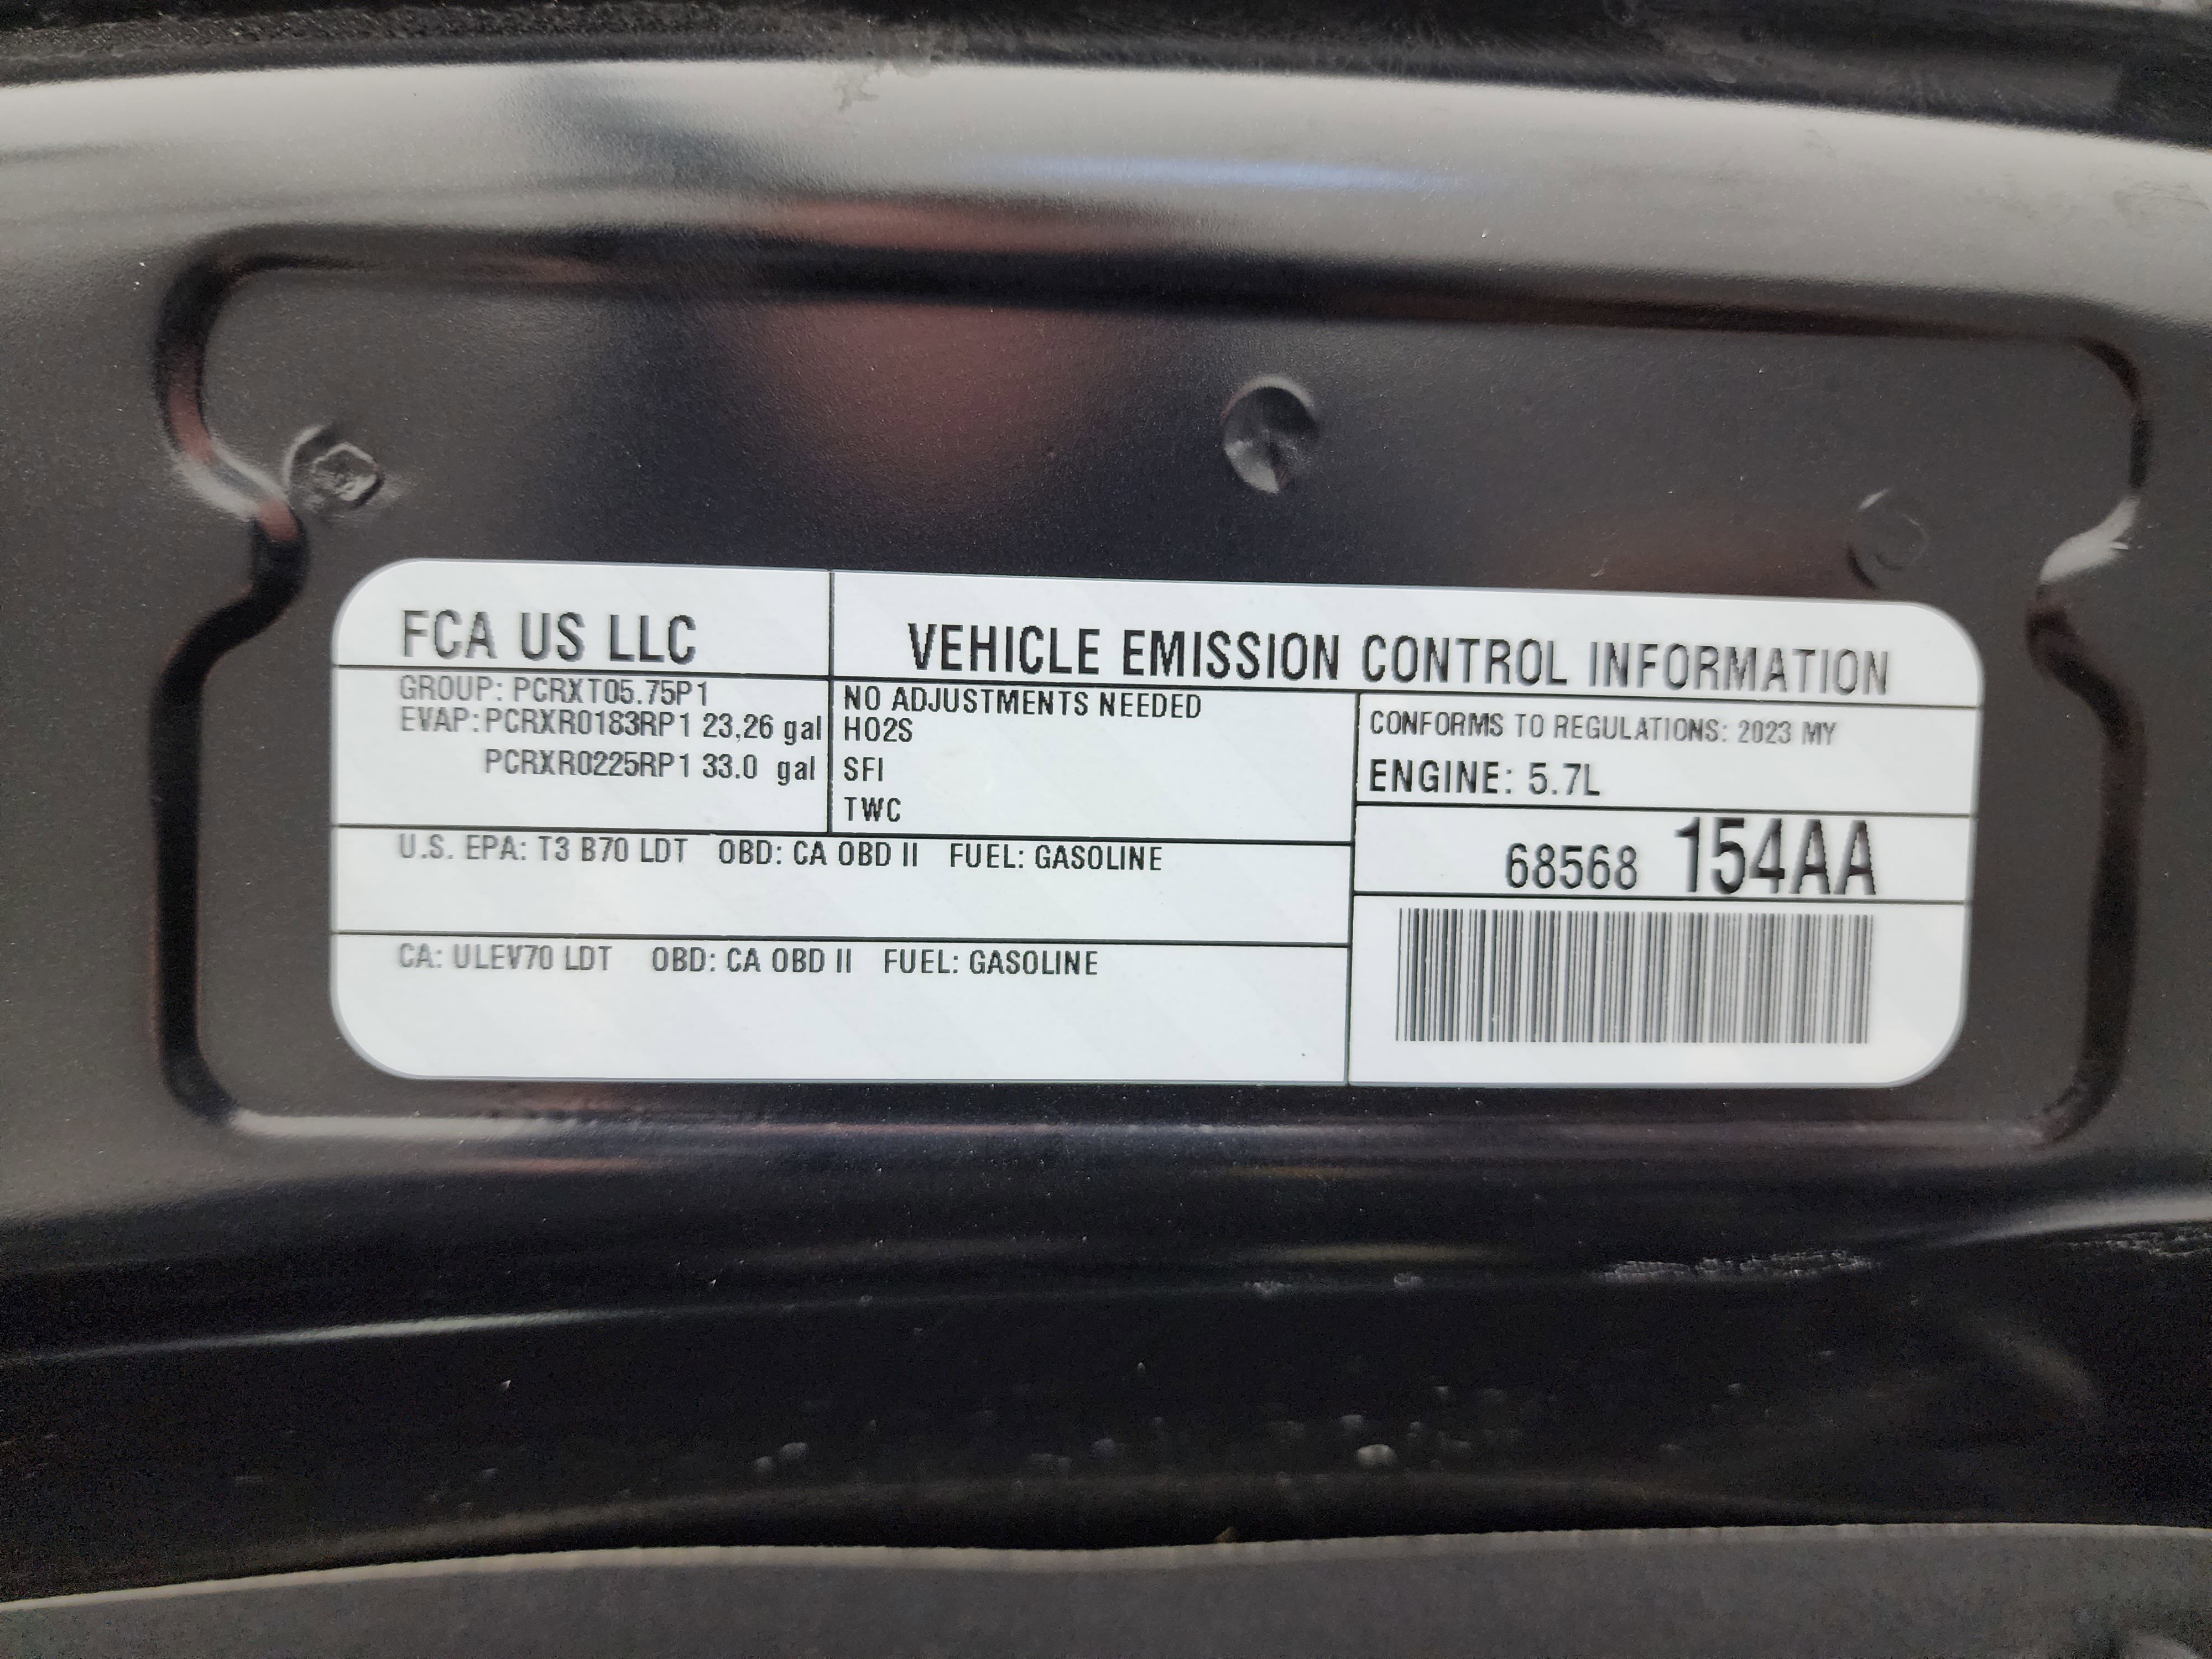 FCA US LLC
VEHICLE EMISSION CONTROL INFORMATION
GROUP: PCRXT05.75P1
EVAP: PCRXR0183RP1 23,26 gal
PCRXR0225RP1 33.0 gal
NO ADJUSTMENTS NEEDED
HO2S
SFI
TWC
CONFORMS TO REGULATIONS: 2023 MY
ENGINE: 5.7L
68568 154AA
U.S. EPA: T3 B70 LDT OBD: CA OBD II FUEL: GASOLINE
CA: ULEV70 LDT OBD: CA OBD II FUEL: GASOLINE